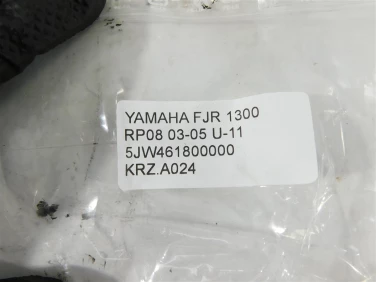 YAMAHA FJR 1300
RP08 03-05 U-11
5JW461800000
KRZ.A024